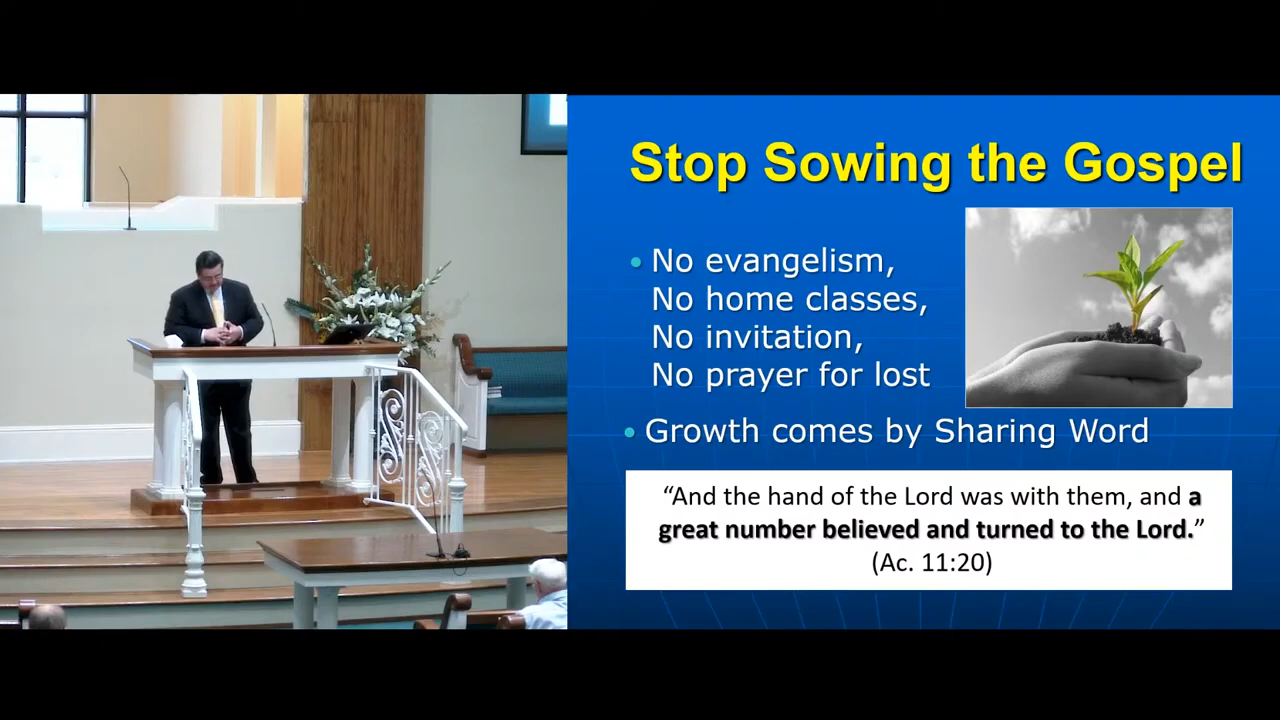 Stop Sowing the Gospel
• No evangelism,
No home classes,
No invitation,
No prayer for lost
• Growth comes by Sharing Word
“And the hand of the Lord was with them, and a
great number believed and turned to the Lord.”
(Ac. 11:20)